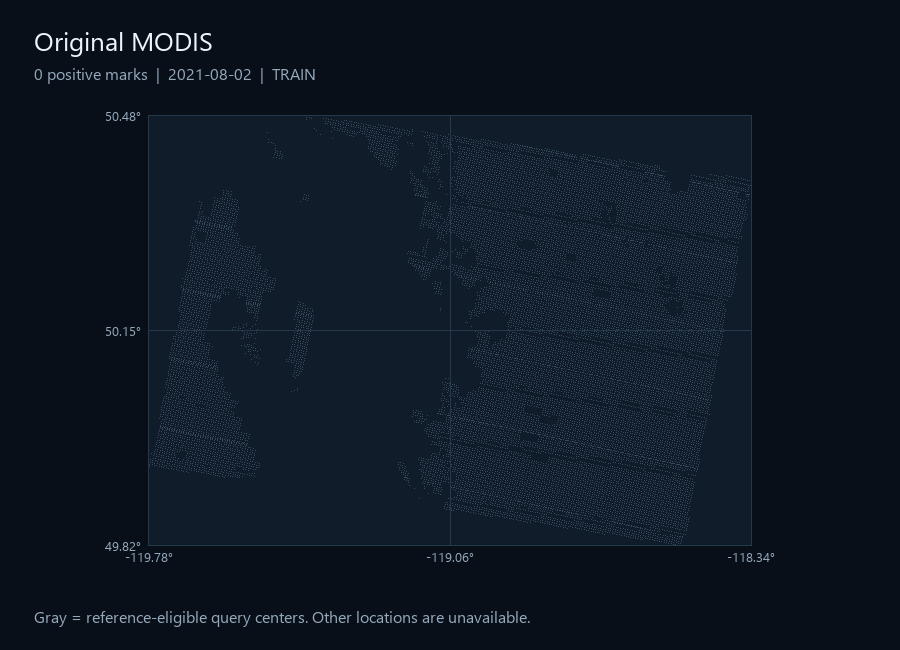 Original MODIS
0 positive marks | 2021-08-02 | TRAIN
50.48°
50.15°
49.82°
-119.78° -119.06° -118.34°
Gray = reference-eligible query centers. Other locations are unavailable.